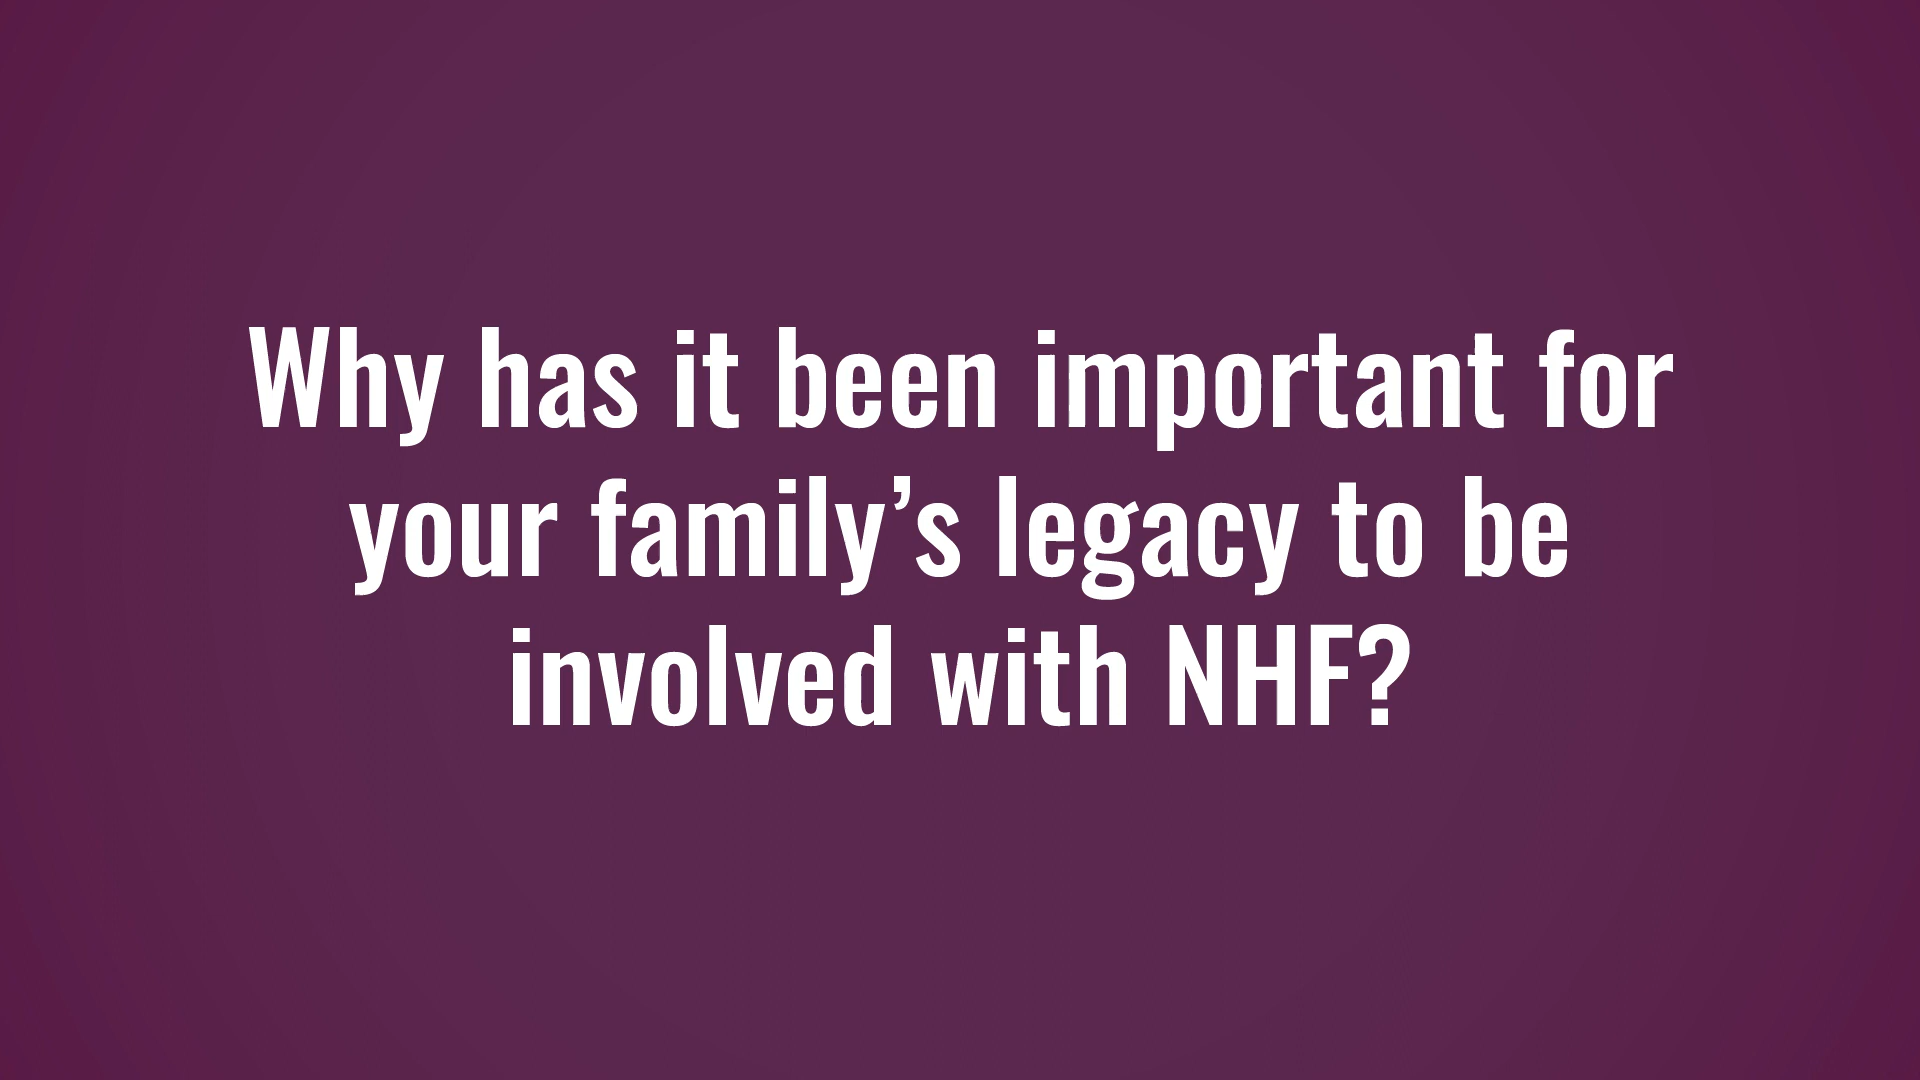 Why has it been important for
your family’s legacy to be
involved with NHF?